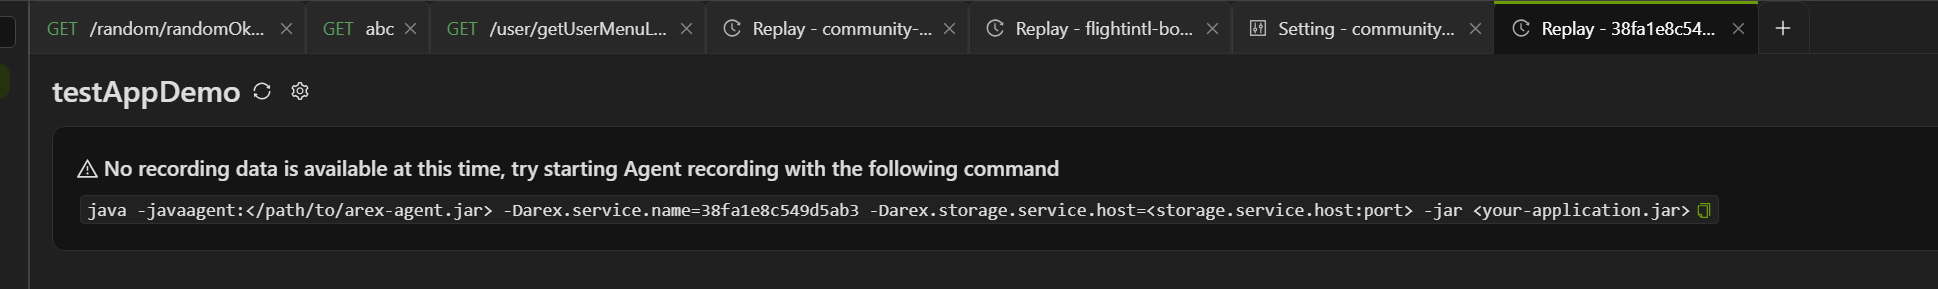 GET /random/randomOk... GET abc GET /user/getUserMenuL... Replay - community-... Replay - flightintl-bo... Setting - community... Replay - 38fa1e8c54...
testAppDemo
No recording data is available at this time, try starting Agent recording with the following command
java -javaagent:</path/to/arex-agent.jar> -Darex.service.name=38fa1e8c549d5ab3 -Darex.storage.service.host=<storage.service.host:port> -jar <your-application.jar>